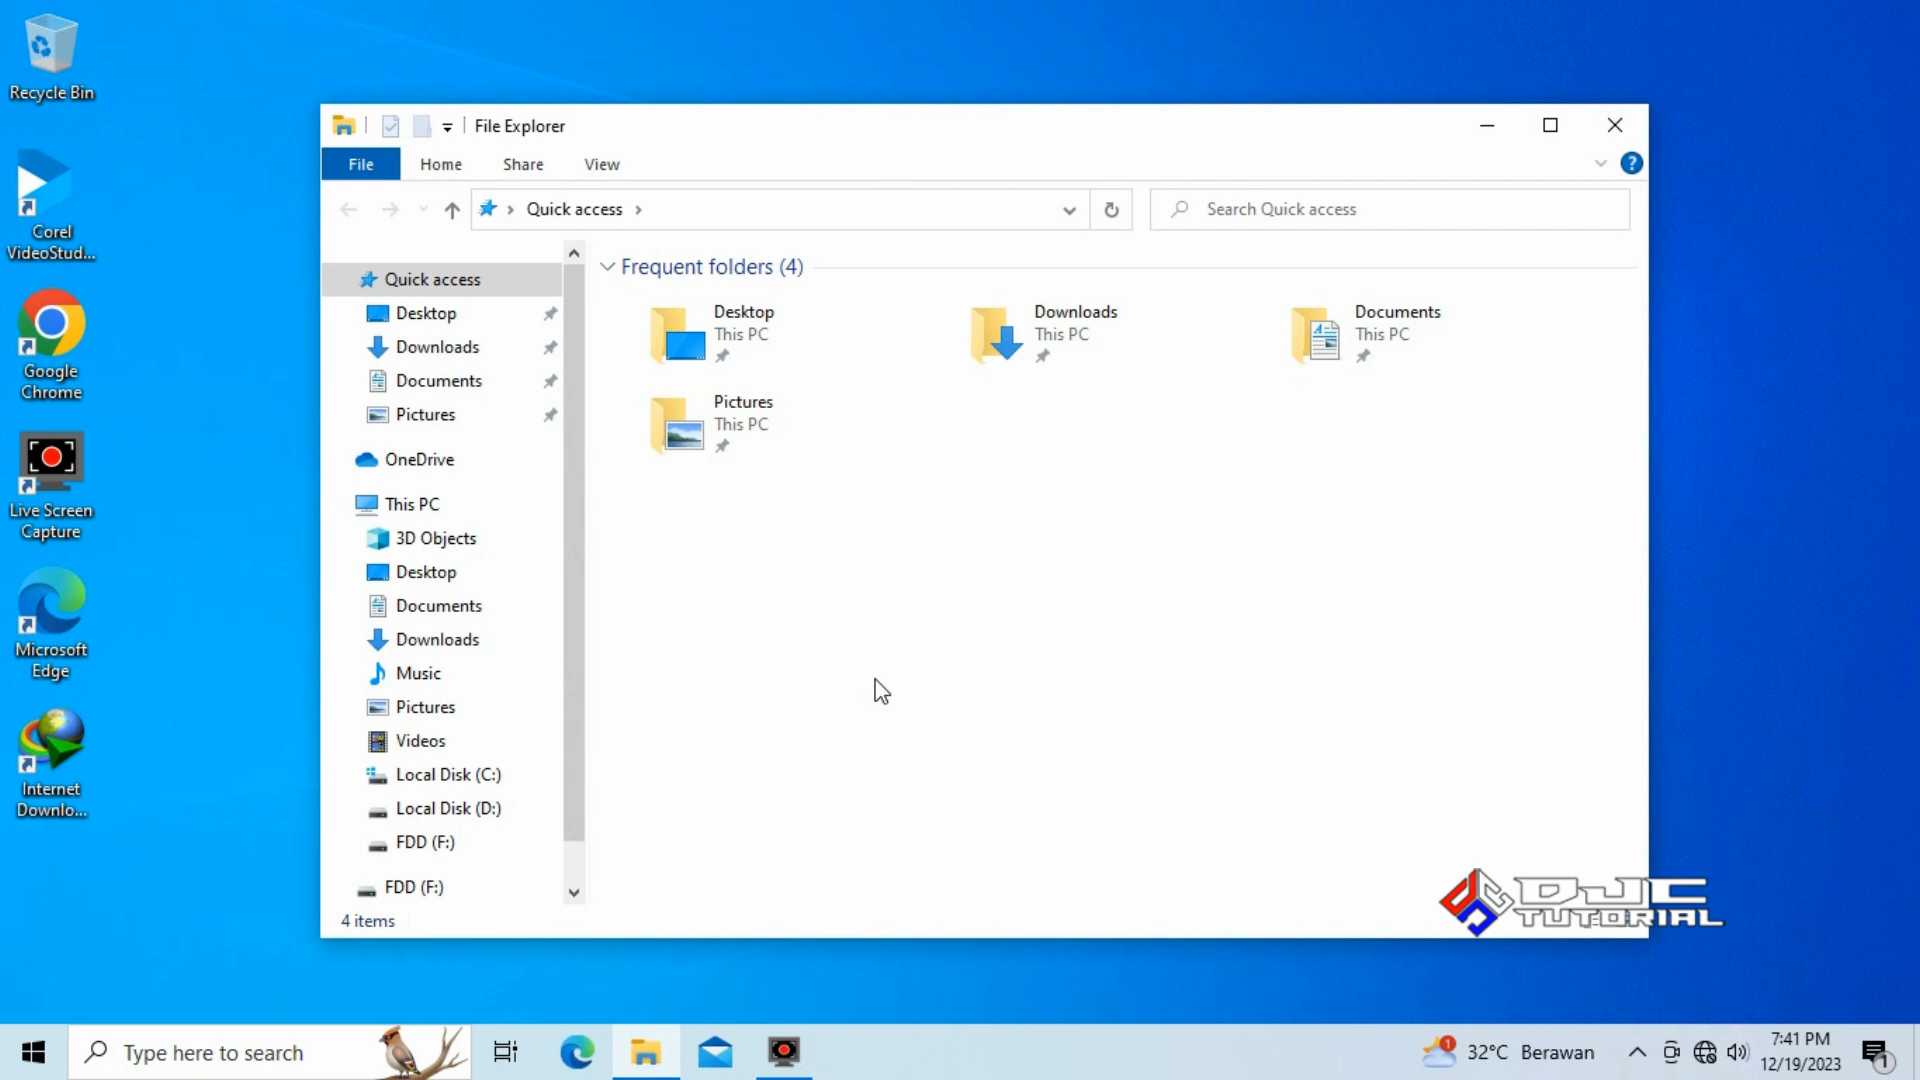 Recycle Bin
Corel
VideoStud...
Google
Chrome
Live Screen
Capture
Microsoft
Edge
Internet
Downlo...
File Explorer
File Home Share View
?
Quick access
Search Quick access
Quick access
Desktop
Downloads
Documents
Pictures
OneDrive
This PC
3D Objects
Desktop
Documents
Downloads
Music
Pictures
Videos
Local Disk (C:)
Local Disk (D:)
FDD (F:)
FDD (F:)
4 items
Frequent folders (4)
Desktop
This PC
Downloads
This PC
Documents
This PC
Pictures
This PC
DJC
TUTORIAL
Type here to search
1
32°C Berawan
7:41 PM
12/19/2023
1